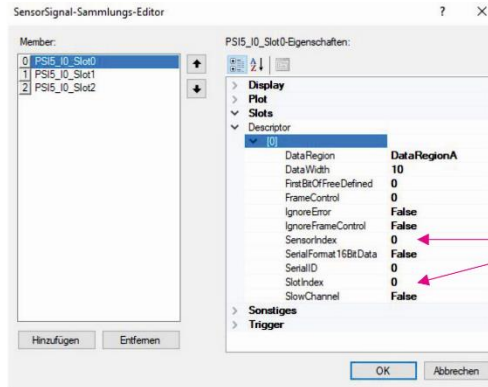 SensorSignal-Sammlungs-Editor ? ×
Member:
0 PSI5_I0_Slot0
1 PSI5_I0_Slot1
2 PSI5_I0_Slot2
Hinzufügen Entfernen
PSI5_I0_Slot0-Eigenschaften:
Display
Plot
Slots
Descriptor
[0]
DataRegion DataRegionA
DataWidth 10
FirstBitOfFreeDefined 0
FrameControl 0
IgnoreError False
IgnoreFrameControl False
SensorIndex 0
SerialFormat16BitData False
SerialID 0
SlotIndex 0
SlowChannel False
Sonstiges
Trigger
OK Abbrechen